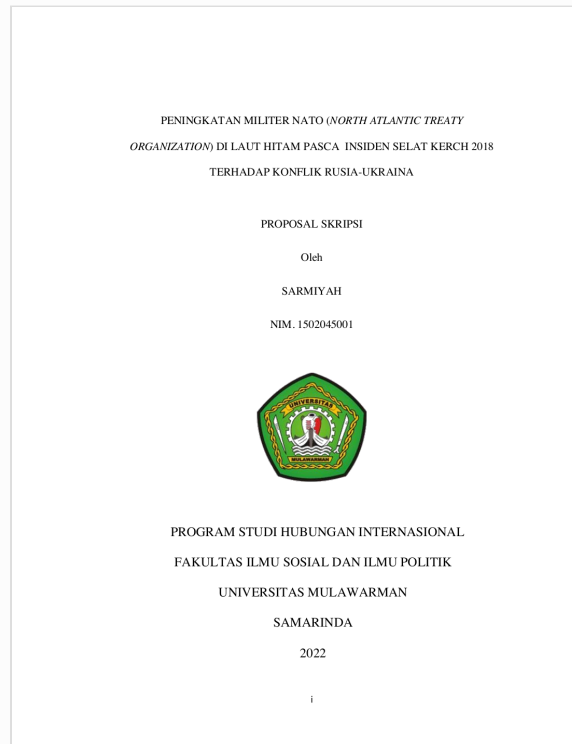 PENINGKATAN MILITER NATO (NORTH ATLANTIC TREATY
ORGANIZATION) DI LAUT HITAM PASCA INSIDEN SELAT KERCH 2018
TERHADAP KONFLIK RUSIA-UKRAINA
PROPOSAL SKRIPSI
Oleh
SARMIYAH
NIM. 1502045001
UNIVERSITAS
MULAWARMAN
PROGRAM STUDI HUBUNGAN INTERNASIONAL
FAKULTAS ILMU SOSIAL DAN ILMU POLITIK
UNIVERSITAS MULAWARMAN
SAMARINDA
2022
i